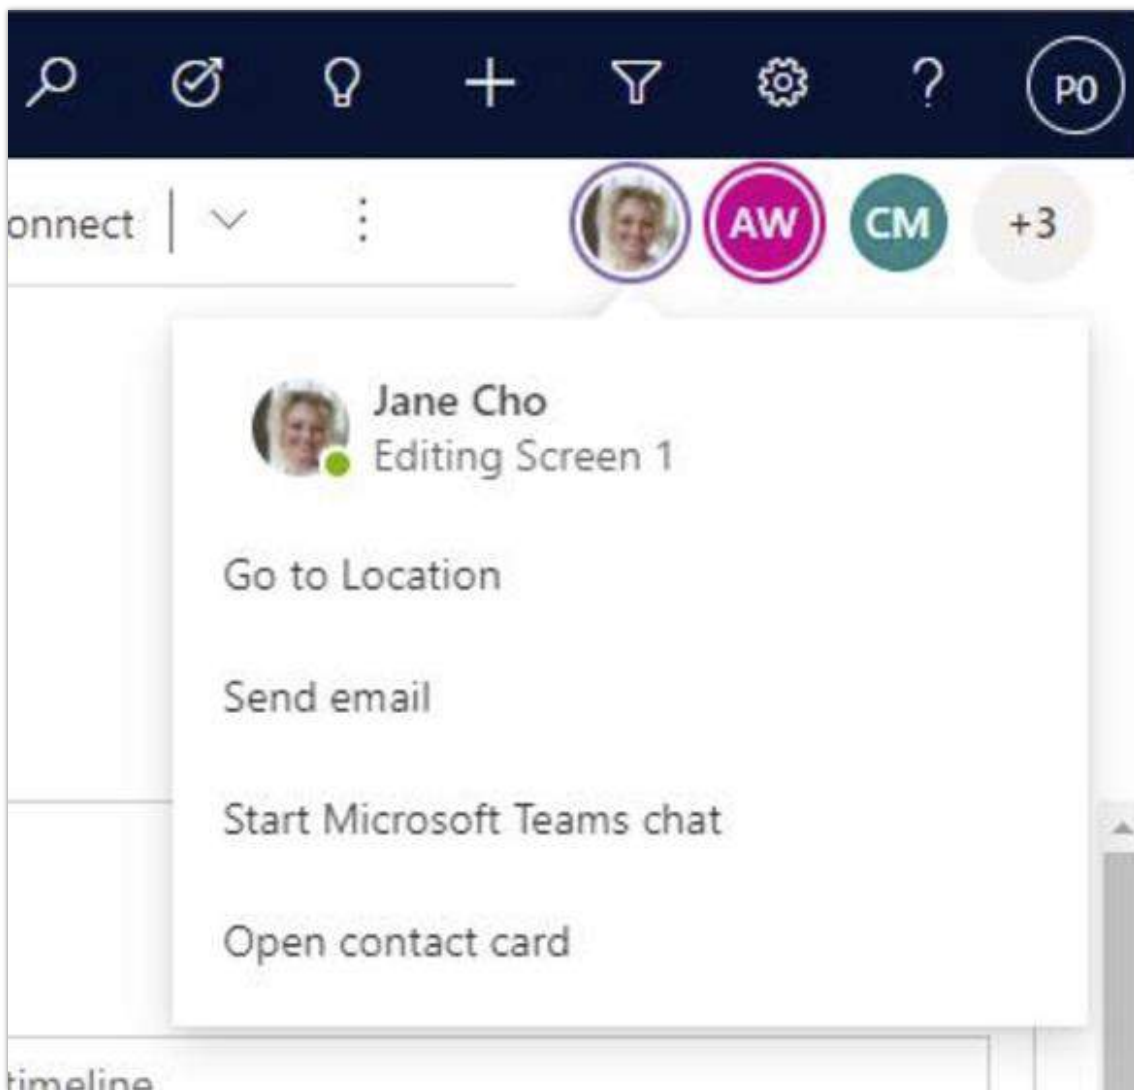 P0
onnect
AW
CM
+3
Jane Cho
Editing Screen 1
Go to Location
Send email
Start Microsoft Teams chat
Open contact card
timeline